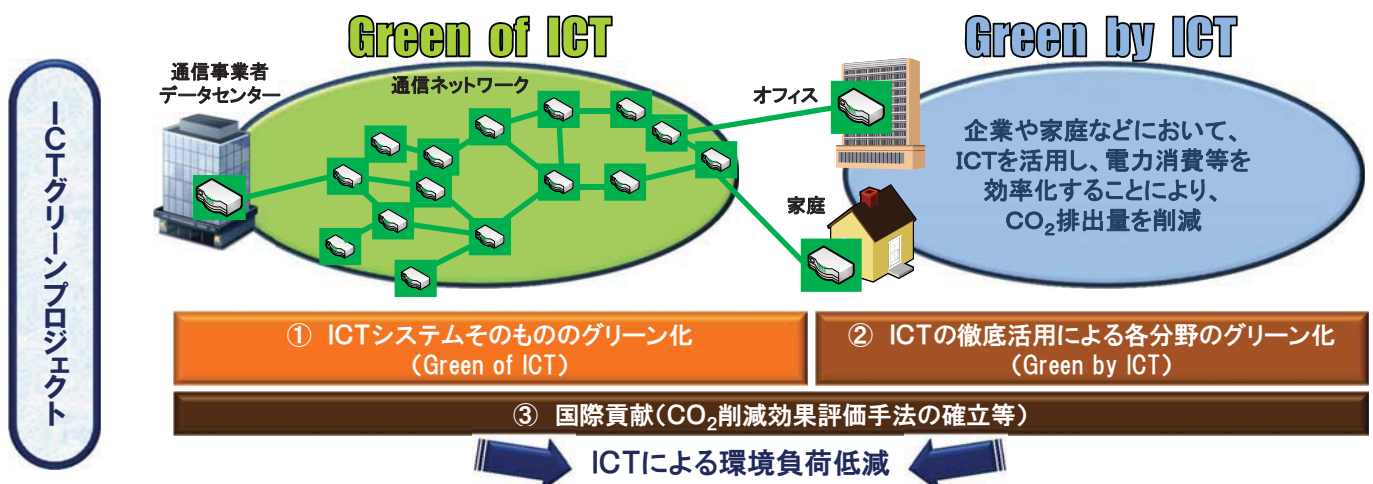 ICTグリーンプロジェクト
Green of ICT
Green by ICT
通信事業者
データセンター
通信ネットワーク
オフィス
家庭
企業や家庭などにおいて、
ICTを活用し、電力消費等を
効率化することにより、
CO₂排出量を削減
① ICTシステムそのもののグリーン化
(Green of ICT)
② ICTの徹底活用による各分野のグリーン化
(Green by ICT)
③ 国際貢献(CO₂削減効果評価手法の確立等)
ICTによる環境負荷低減